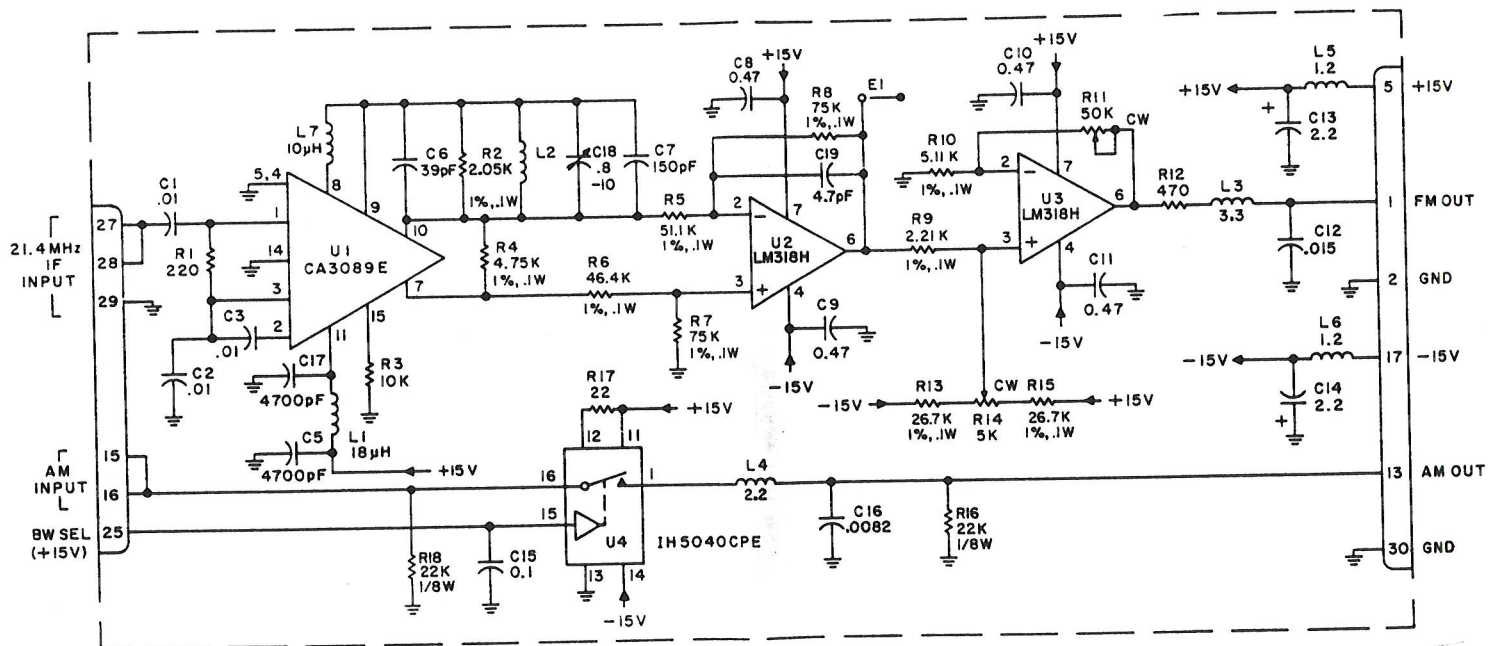 +15V
C8
0.47
R8
75K
1%,.1W
E1
C10
0.47
+15V
R11
50K
CW
L5
1.2
+15V
5
+15V
+
C13
2.2
L7
10µH
C6
39pF
R2
2.05K
1%,.1W
L2
C18
.8
-10
C7
150pF
C19
4.7pF
R10
5.11K
1%,.1W
2
−
7
U3
LM318H
6
3
+
4
R12
470
L3
3.3
1
FM OUT
C12
.015
2
GND
5,4
8
9
C1
.01
1
10
14
U1
CA3089E
7
3
2
11
15
27
28
29
21.4MHz
IF
INPUT
R1
220
C3
.01
C2
.01
R4
4.75K
1%,.1W
R5
51.1K
1%,.1W
R6
46.4K
1%,.1W
R7
75K
1%,.1W
2
−
7
U2
LM318H
6
3
+
4
R9
2.21K
1%,.1W
C11
0.47
-15V
C9
0.47
-15V
L6
1.2
-15V
17
-15V
C14
2.2
+
C17
4700pF
R3
10K
C5
4700pF
L1
18µH
+15V
R17
22
+15V
12
11
-15V
R13
26.7K
1%,.1W
CW
R14
5K
R15
26.7K
1%,.1W
+15V
15
16
AM
INPUT
25
BW SEL
(+15V)
16
1
15
U4
IH5040CPE
13
14
-15V
L4
2.2
C16
.0082
R16
22K
1/8W
13
AM OUT
R18
22K
1/8W
C15
0.1
30
GND